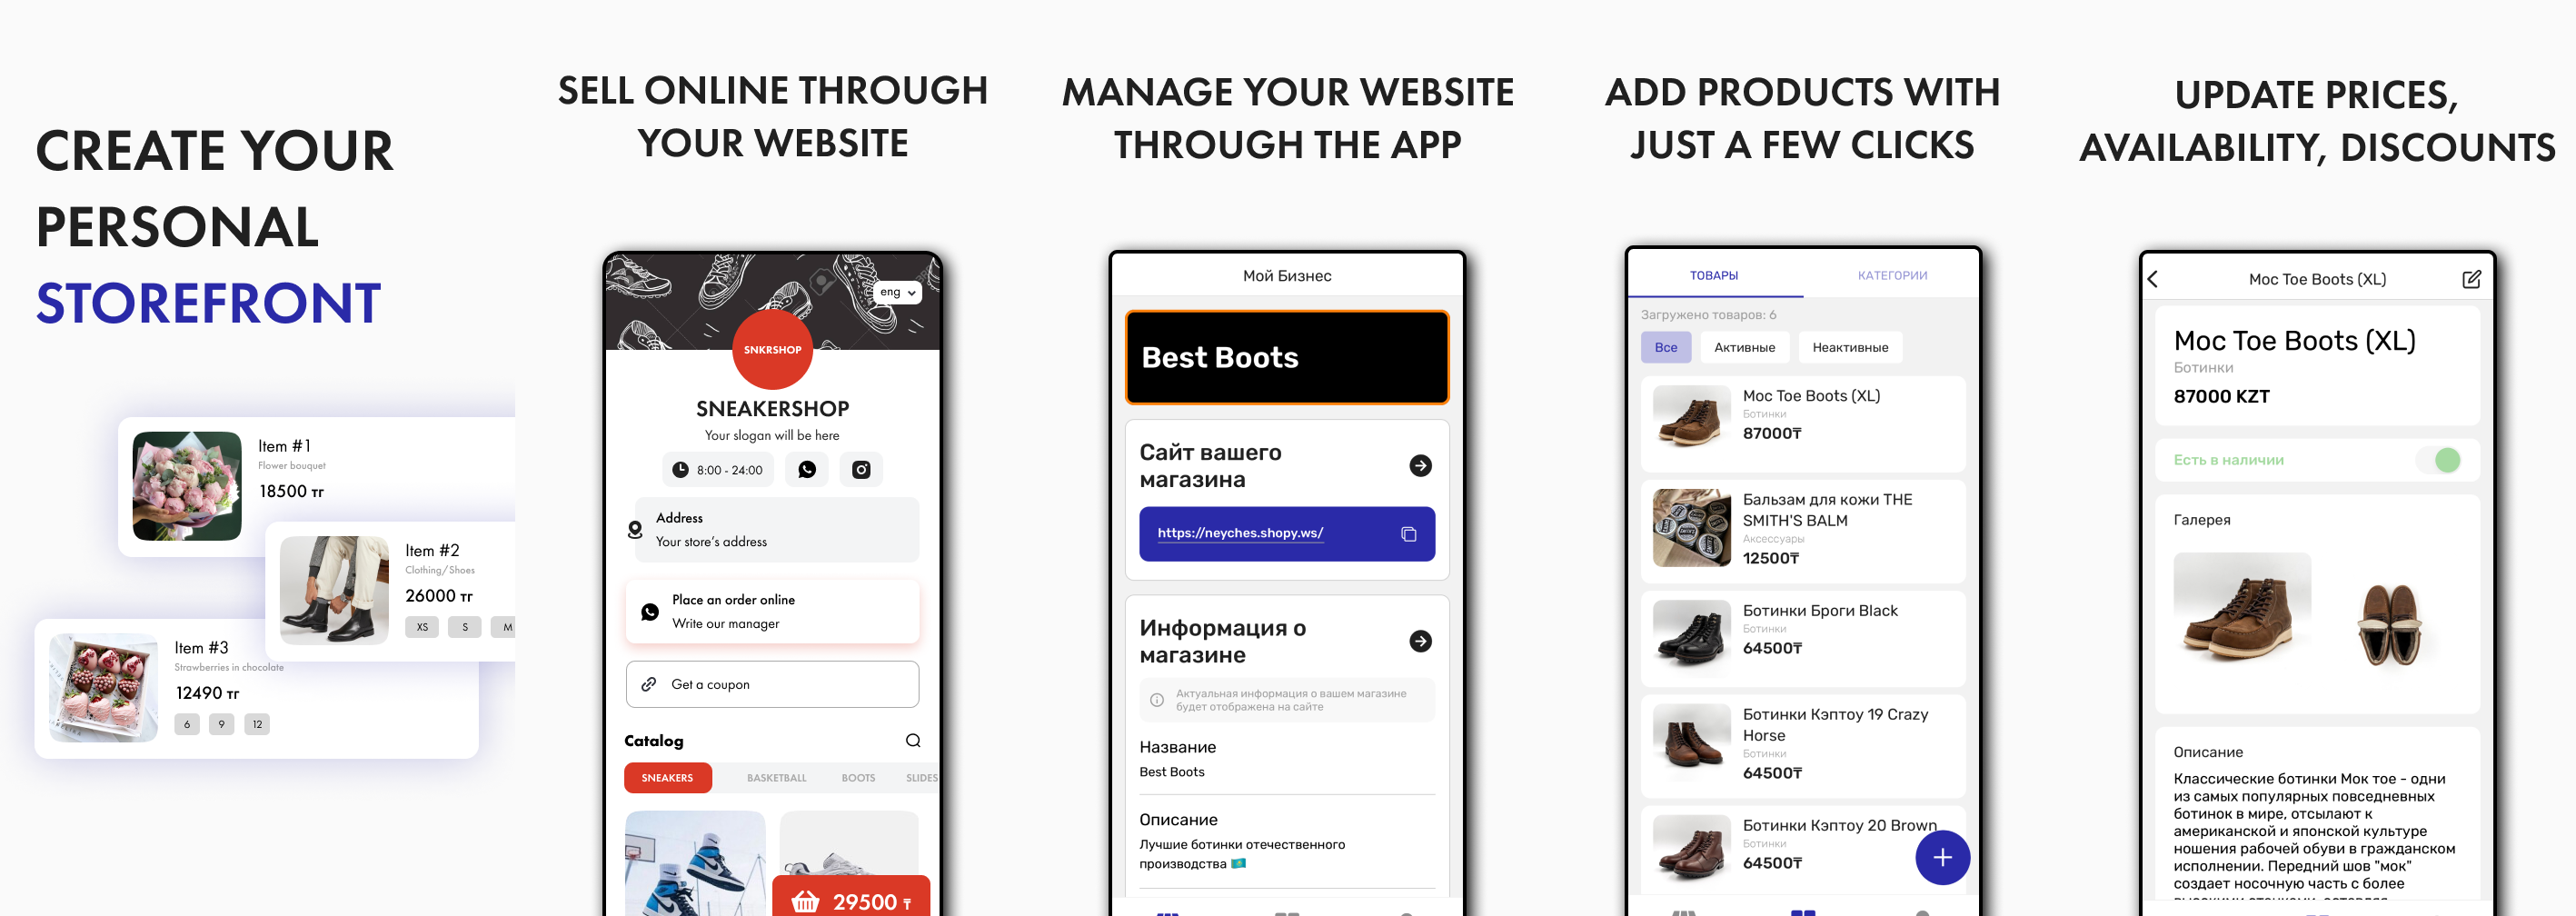 CREATE YOUR
PERSONAL
STOREFRONT
Item #1
Flower bouquet
18500 тг
Item #2
Clothing/Shoes
26000 тг
XS
S
M
Item #3
Strawberries in chocolate
12490 тг
6
9
12
SELL ONLINE THROUGH
YOUR WEBSITE
eng
SNKRSHOP
SNEAKERSHOP
Your slogan will be here
8:00 - 24:00
Address
Your store's address
Place an order online
Write our manager
Get a coupon
Catalog
SNEAKERS
BASKETBALL
BOOTS
SLIDES
29500 ₸
MANAGE YOUR WEBSITE
THROUGH THE APP
Мой Бизнес
Best Boots
Сайт вашего
магазина
https://neyches.shopy.ws/
Информация о
магазине
Актуальная информация о вашем магазине
будет отображена на сайте
Название
Best Boots
Описание
Лучшие ботинки отечественного
производства 🇰🇿
ADD PRODUCTS WITH
JUST A FEW CLICKS
ТОВАРЫ
КАТЕГОРИИ
Загружено товаров: 6
Все
Активные
Неактивные
Moc Toe Boots (XL)
Ботинки
87000₸
Бальзам для кожи THE
SMITH'S BALM
Аксессуары
12500₸
Ботинки Броги Black
Ботинки
64500₸
Ботинки Кэптоу 19 Crazy
Horse
Ботинки
64500₸
Ботинки Кэптоу 20 Brown
Ботинки
64500₸
UPDATE PRICES,
AVAILABILITY, DISCOUNTS
Moc Toe Boots (XL)
Moc Toe Boots (XL)
Ботинки
87000 KZT
Есть в наличии
Галерея
Описание
Классические ботинки Мок тое - одни
из самых популярных повседневных
ботинок в мире, отсылают к
американской и японской культуре
ношения рабочей обуви в гражданском
исполнении. Передний шов "мок"
создает носочную часть с более